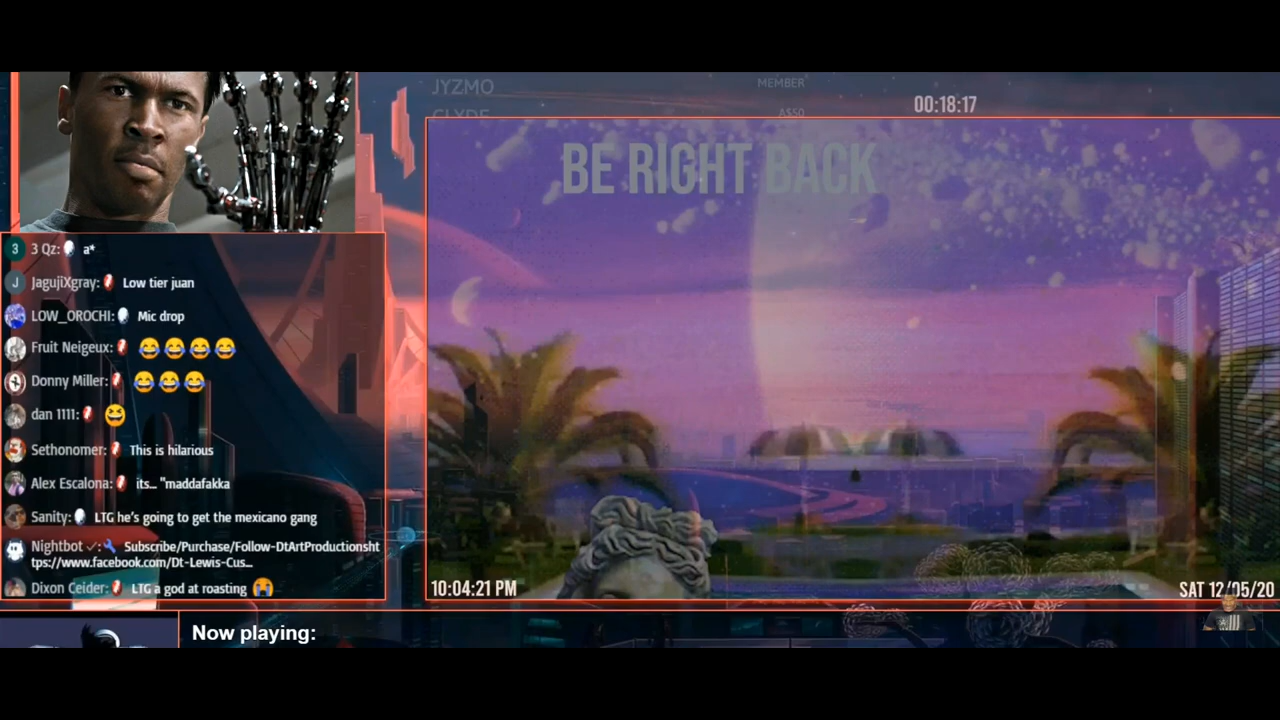 JYZMO
MEMBER
CLYDE
A$50
00:18:17
BE RIGHT BACK
3
3 Qz: a*
J
JagujiXgray: Low tier juan
LOW_OROCHI: Mic drop
Fruit Neigeux: 😂😂😂😂
Donny Miller: 😂😂😂
dan 1111: 😆
Sethonomer: This is hilarious
Alex Escalona: its... "maddafakka
Sanity: LTG he's going to get the mexicano gang
Nightbot ✓: 🔧 Subscribe/Purchase/Follow-DtArtProductionsht
tps://www.facebook.com/Dt-Lewis-Cus...
Dixon Ceider: LTG a god at roasting 😭
10:04:21 PM
SAT 12/05/20
Now playing: